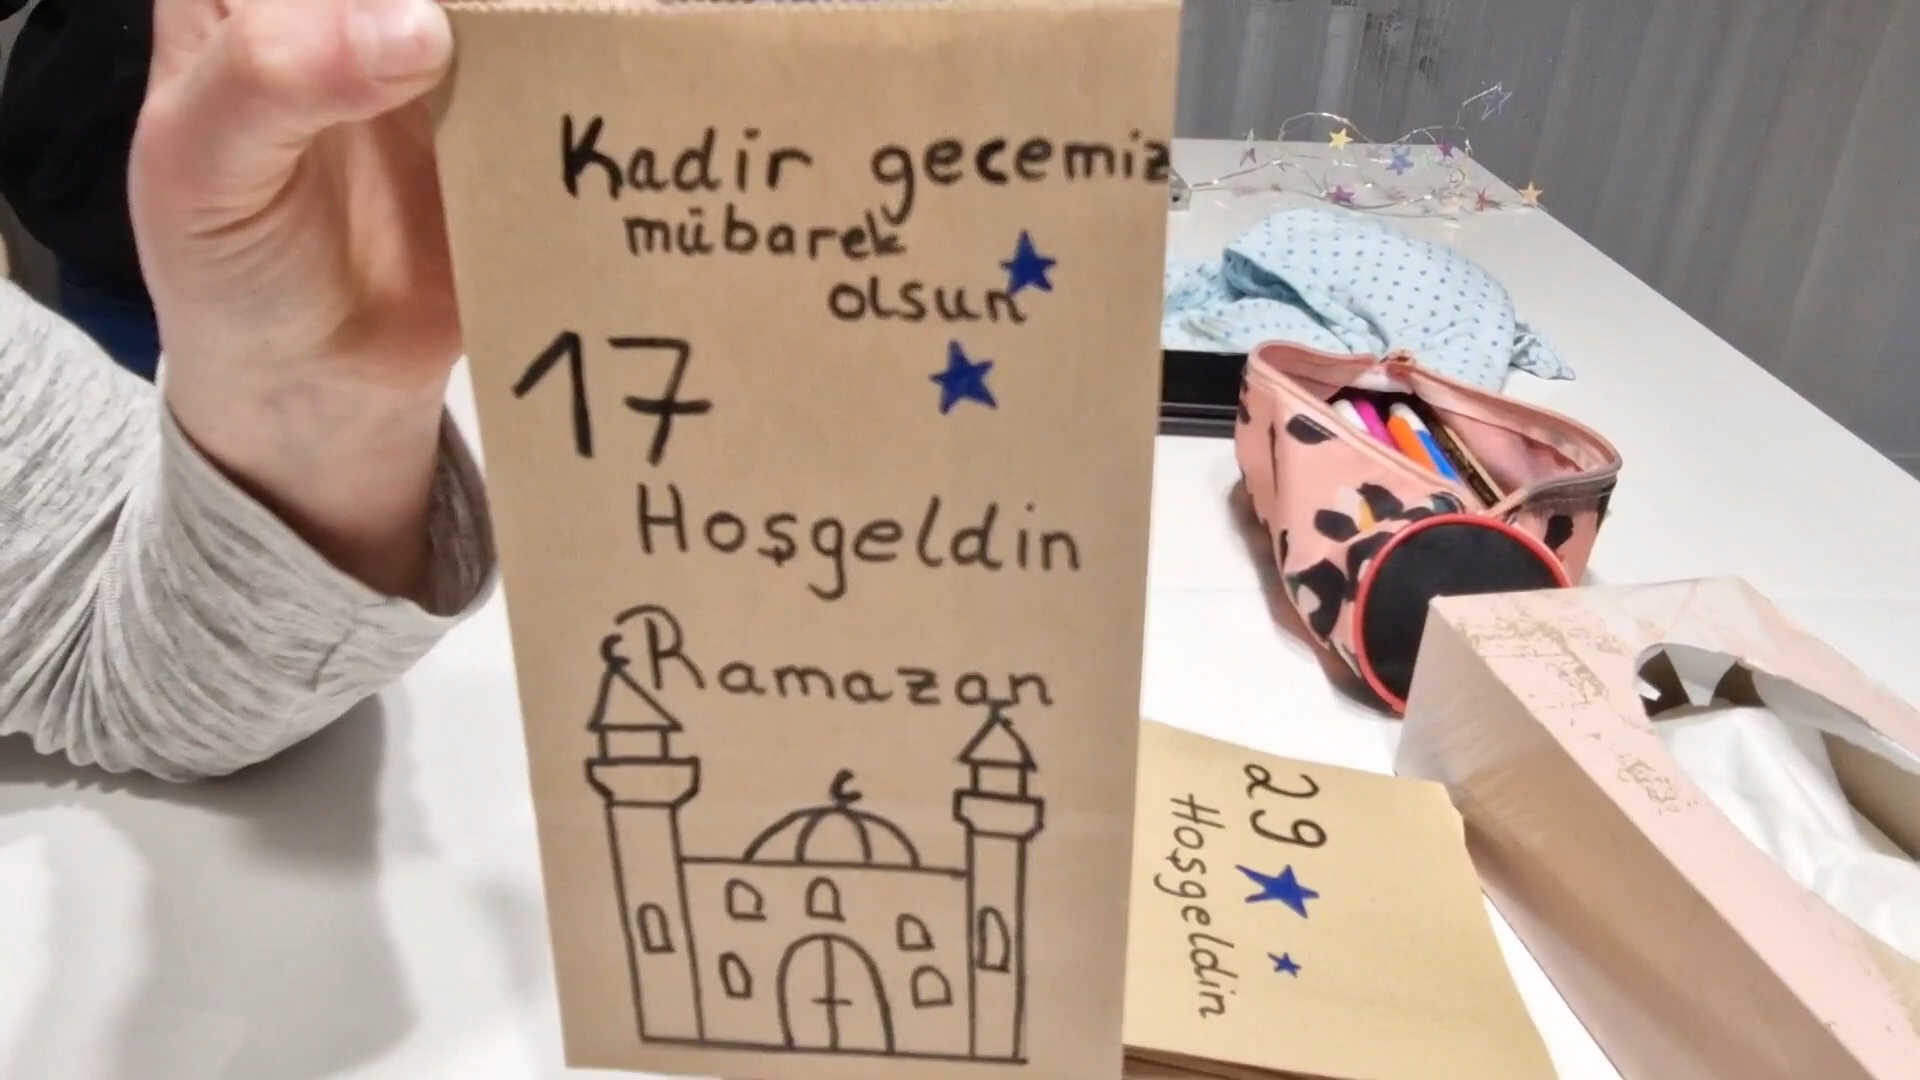 Kadir gecemiz
mübarek
olsun
17
Hoşgeldin
Ramazan
29
Hoşgeldin